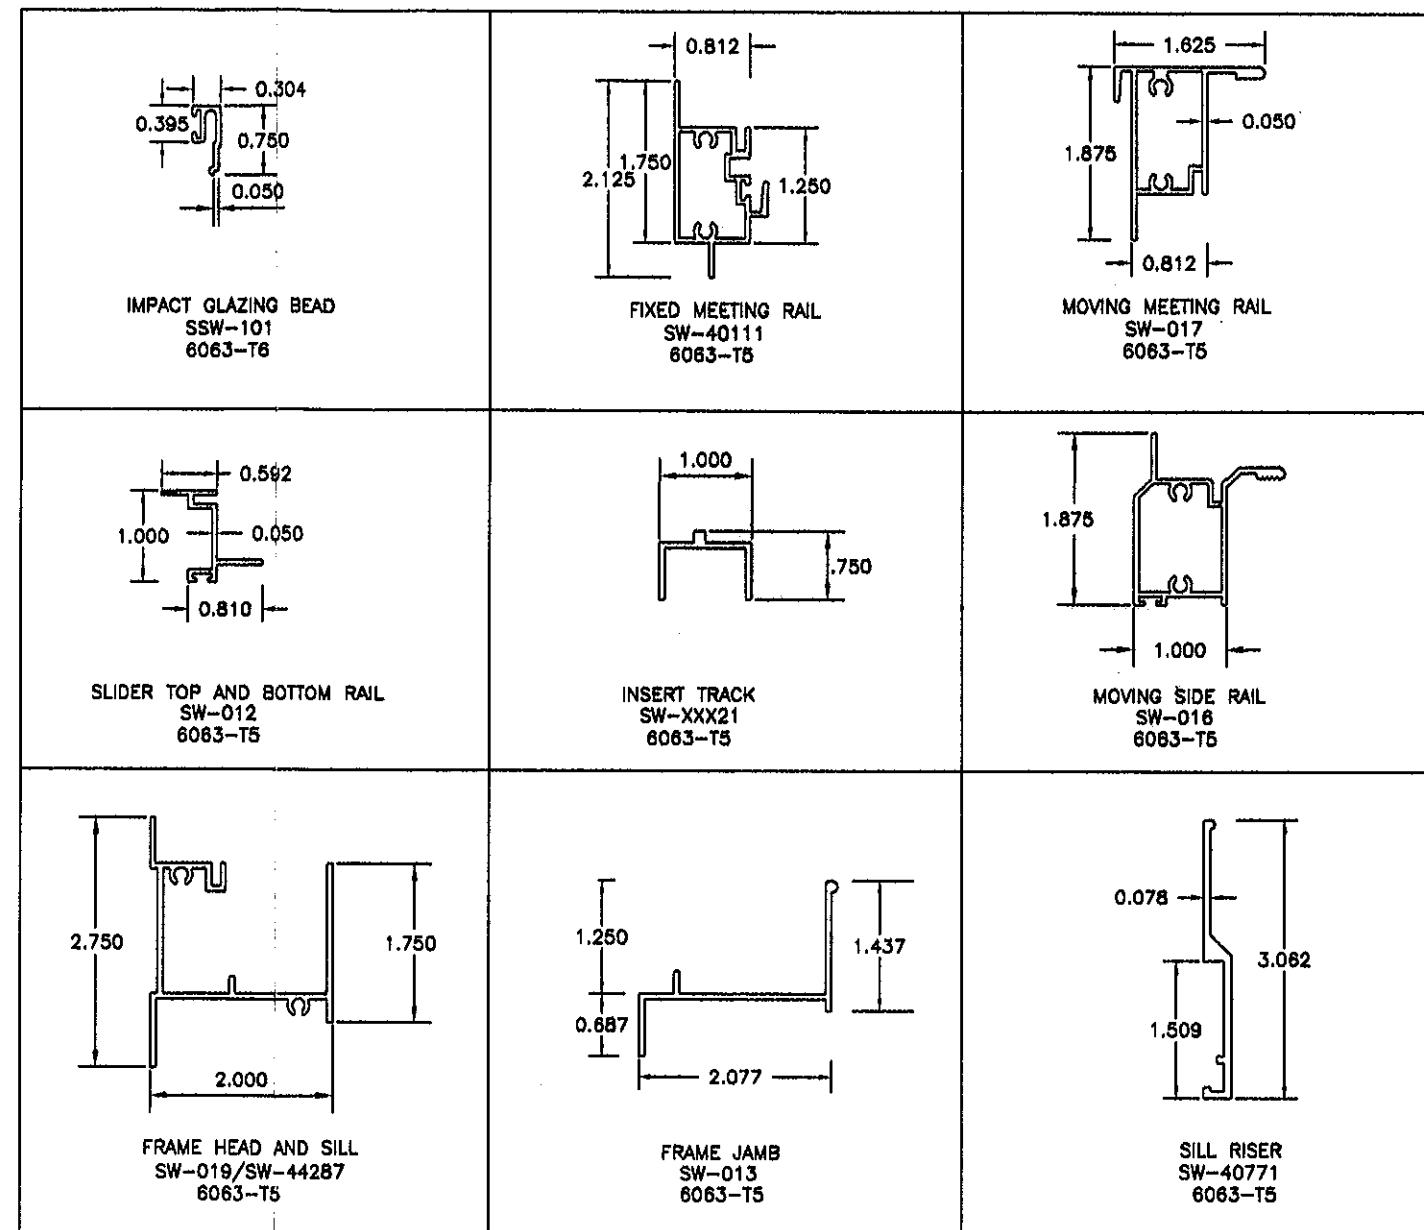 0.304
0.395
0.750
0.050
IMPACT GLAZING BEAD
SSW-101
6063-T6
0.812
1.750
2.125
1.250
FIXED MEETING RAIL
SW-40111
6063-T5
1.625
0.050
1.875
0.812
MOVING MEETING RAIL
SW-017
6063-T5
0.592
1.000
0.050
0.810
SLIDER TOP AND BOTTOM RAIL
SW-012
6063-T5
1.000
.750
INSERT TRACK
SW-XXX21
6063-T5
1.875
1.000
MOVING SIDE RAIL
SW-016
6063-T5
2.750
1.750
2.000
FRAME HEAD AND SILL
SW-019/SW-44287
6063-T5
1.250
1.437
0.687
2.077
FRAME JAMB
SW-013
6063-T5
0.078
3.062
1.509
SILL RISER
SW-40771
6063-T5